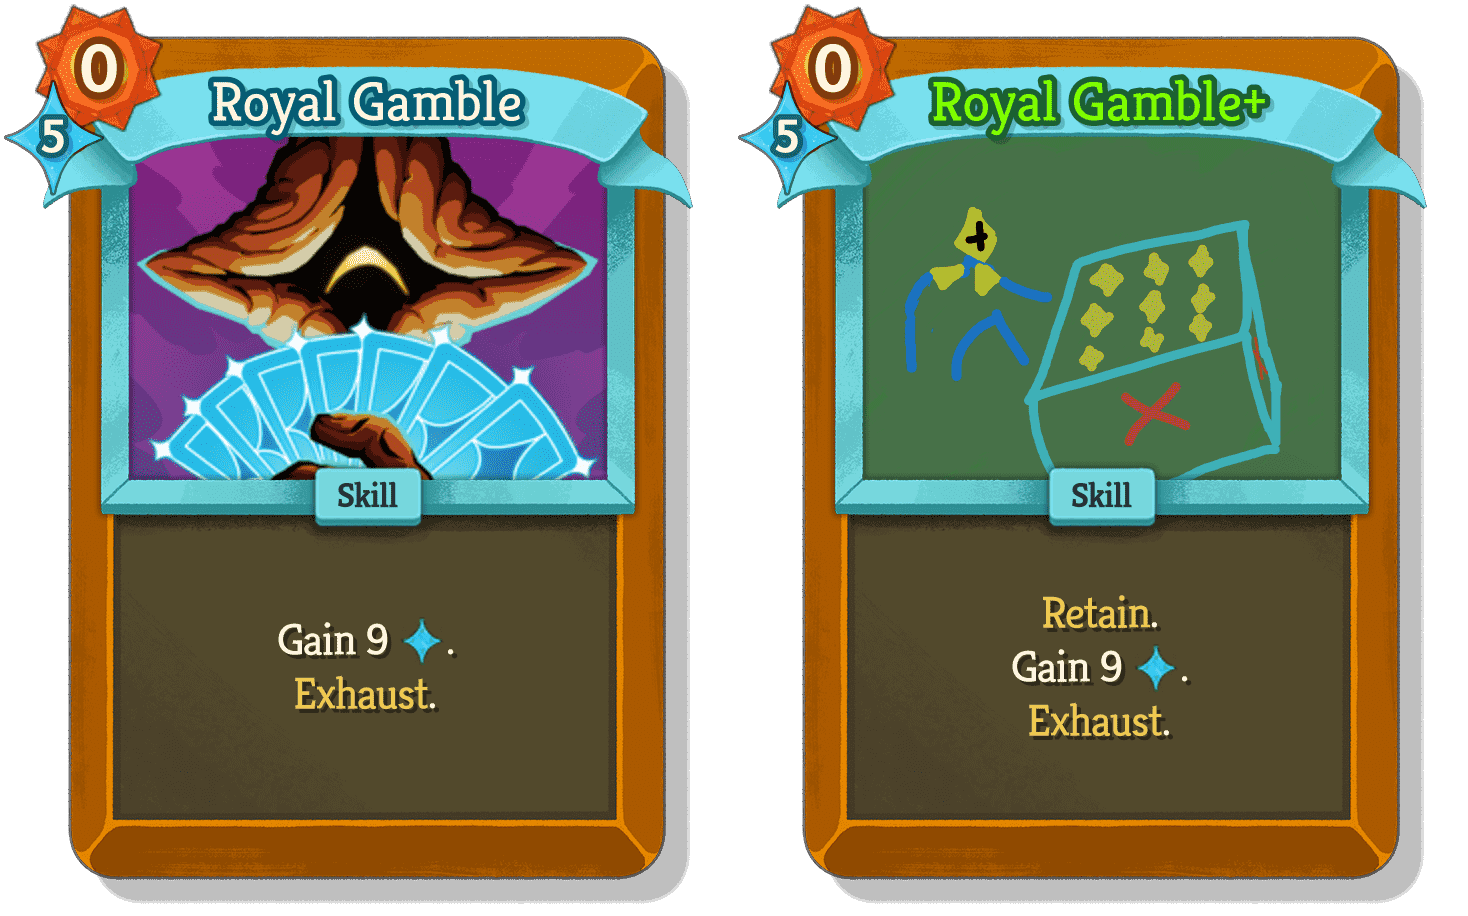 0
5
Royal Gamble
Skill
Gain 9 .
Exhaust.
0
5
Royal Gamble+
Skill
Retain.
Gain 9 .
Exhaust.